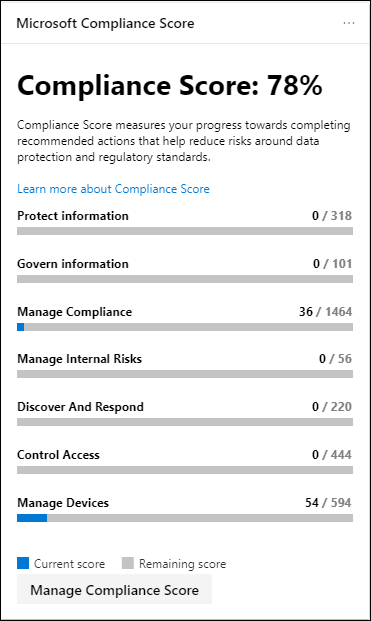 Microsoft Compliance Score ...
Compliance Score: 78%
Compliance Score measures your progress towards completing
recommended actions that help reduce risks around data
protection and regulatory standards.
Learn more about Compliance Score
Protect information 0 / 318
Govern information 0 / 101
Manage Compliance 36 / 1464
Manage Internal Risks 0 / 56
Discover And Respond 0 / 220
Control Access 0 / 444
Manage Devices 54 / 594
Current score Remaining score
Manage Compliance Score